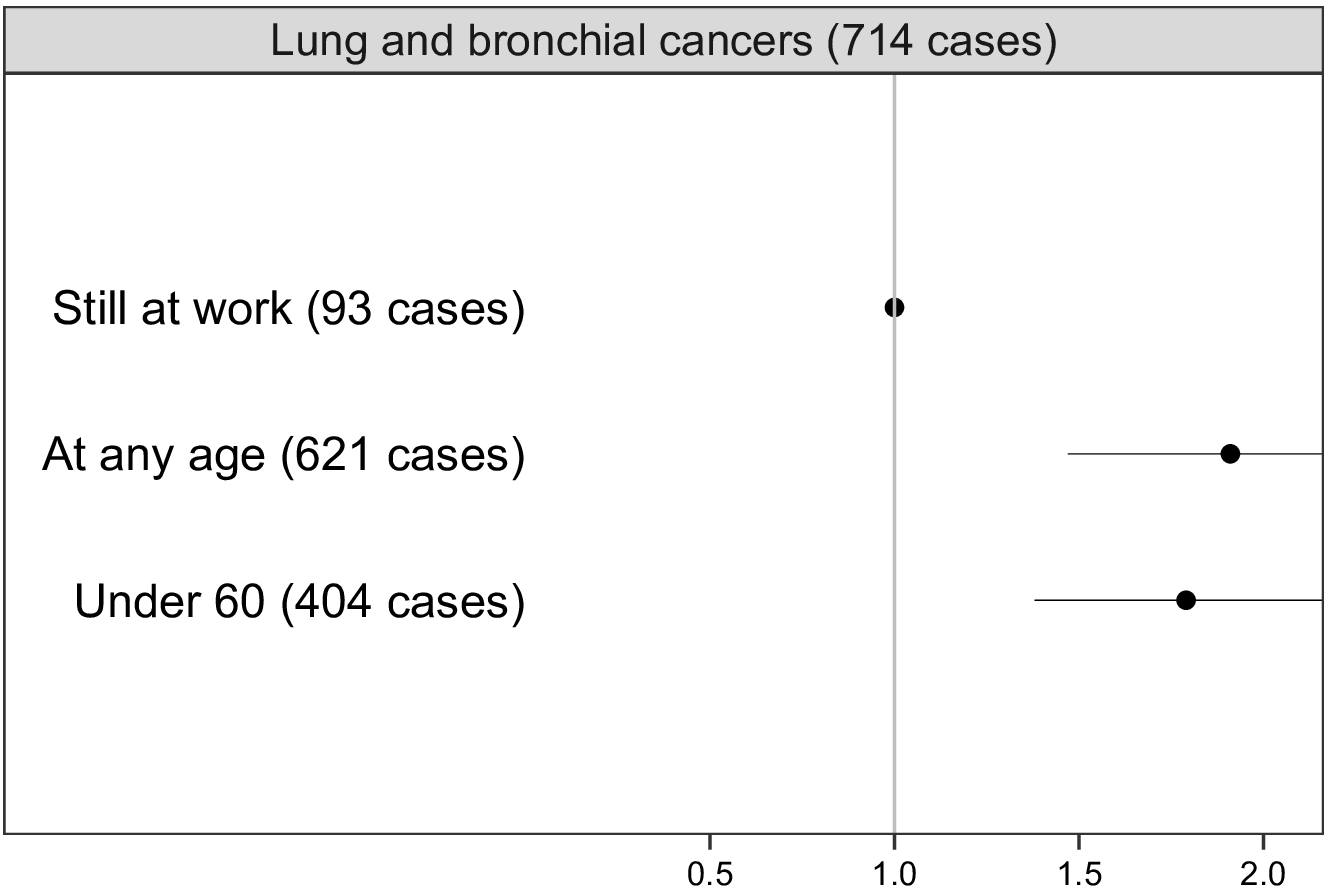 Lung and bronchial cancers (714 cases)
Still at work (93 cases)
At any age (621 cases)
Under 60 (404 cases)
0.5 1.0 1.5 2.0